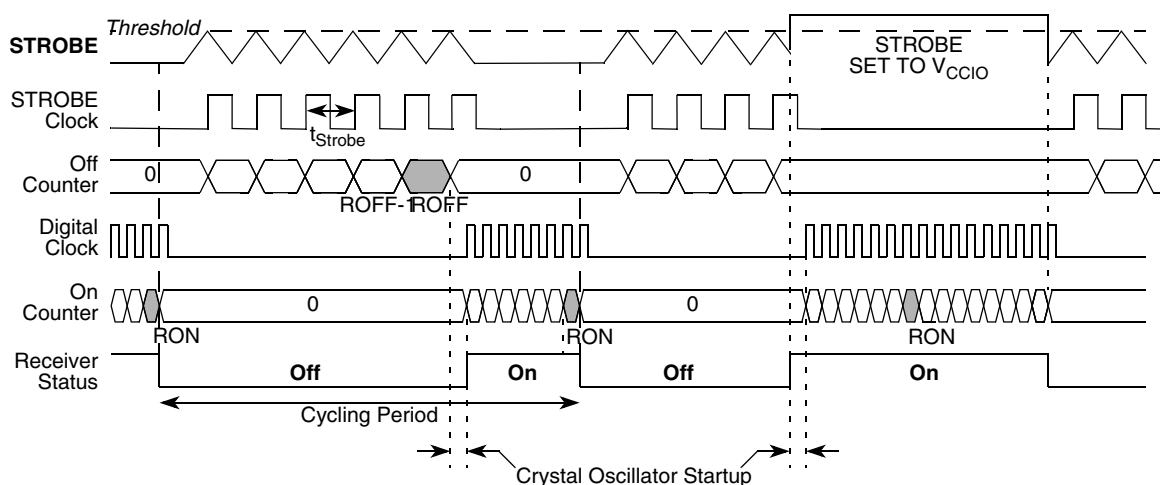 Threshold
STROBE
STROBE
SET TO VCCIO
STROBE
Clock
tStrobe
Off
Counter
0
0
ROFF-1
ROFF
Digital
Clock
On
Counter
0
0
RON
RON
RON
Receiver
Status
Off
On
Off
On
Cycling Period
Crystal Oscillator Startup